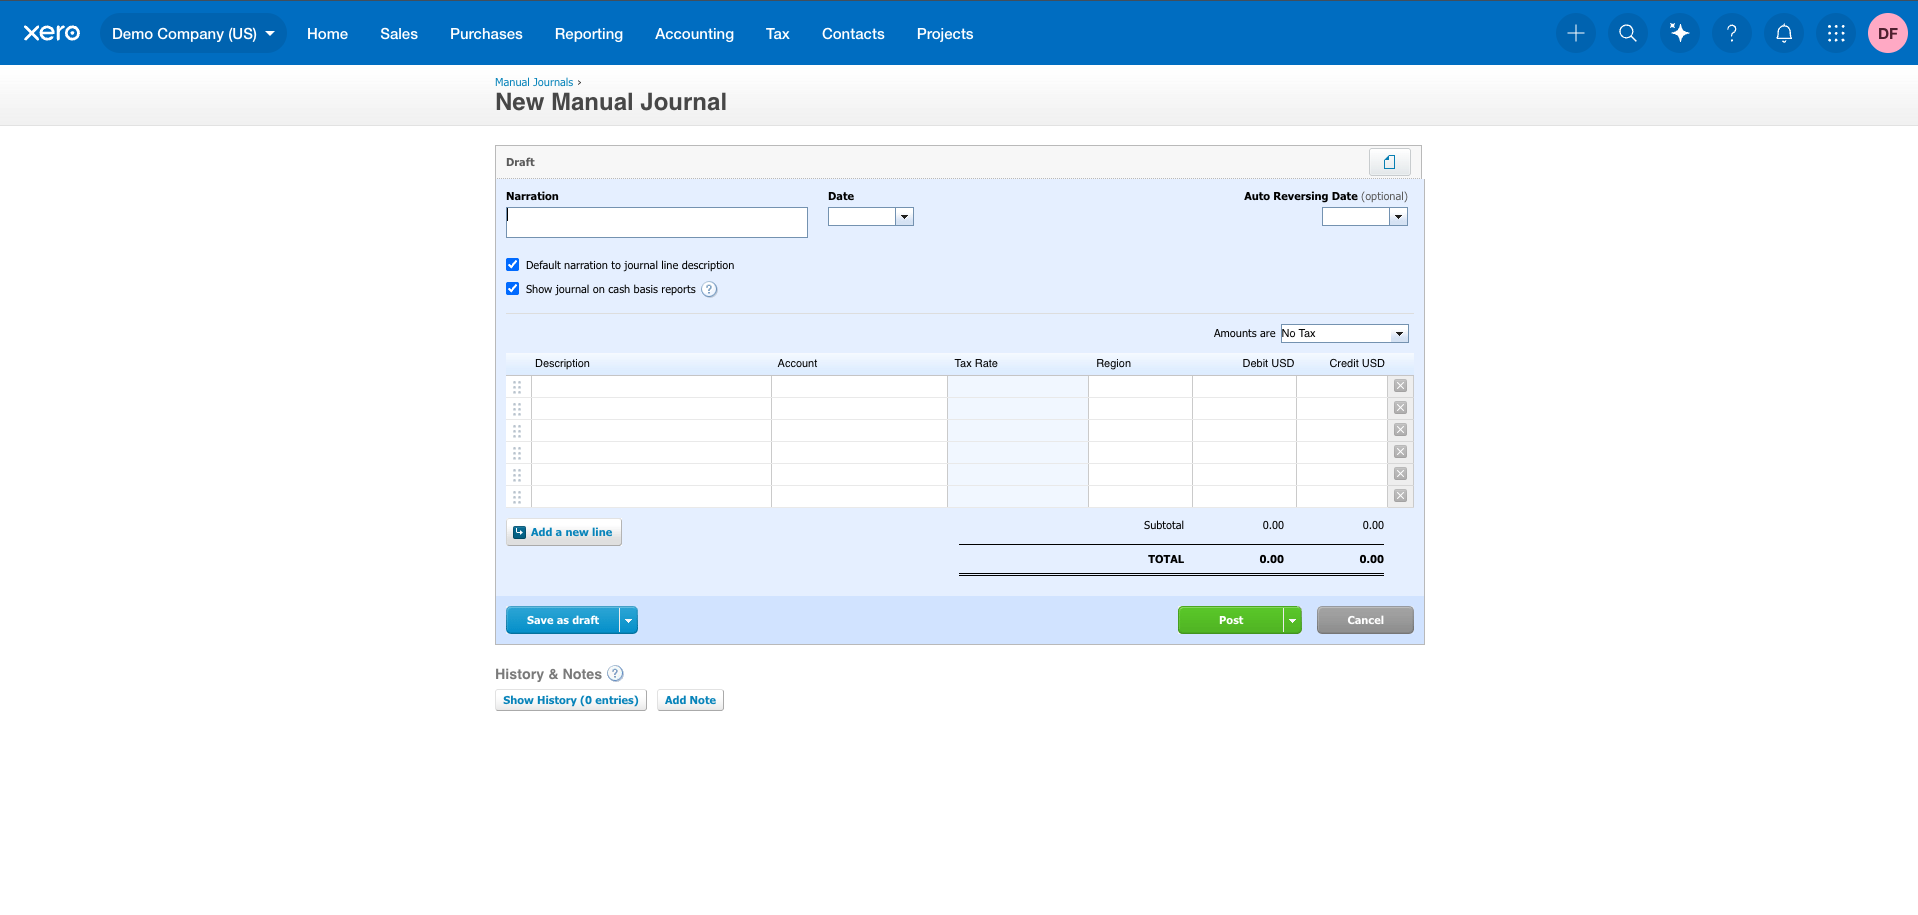 xero
Demo Company (US)
Home
Sales
Purchases
Reporting
Accounting
Tax
Contacts
Projects
DF
Manual Journals ›
New Manual Journal
Draft
Narration
Date
Auto Reversing Date (optional)
Default narration to journal line description
Show journal on cash basis reports ?
Amounts are No Tax
Description Account Tax Rate Region Debit USD Credit USD
Add a new line
Subtotal 0.00 0.00
TOTAL 0.00 0.00
Save as draft
Post
Cancel
History & Notes ?
Show History (0 entries)
Add Note